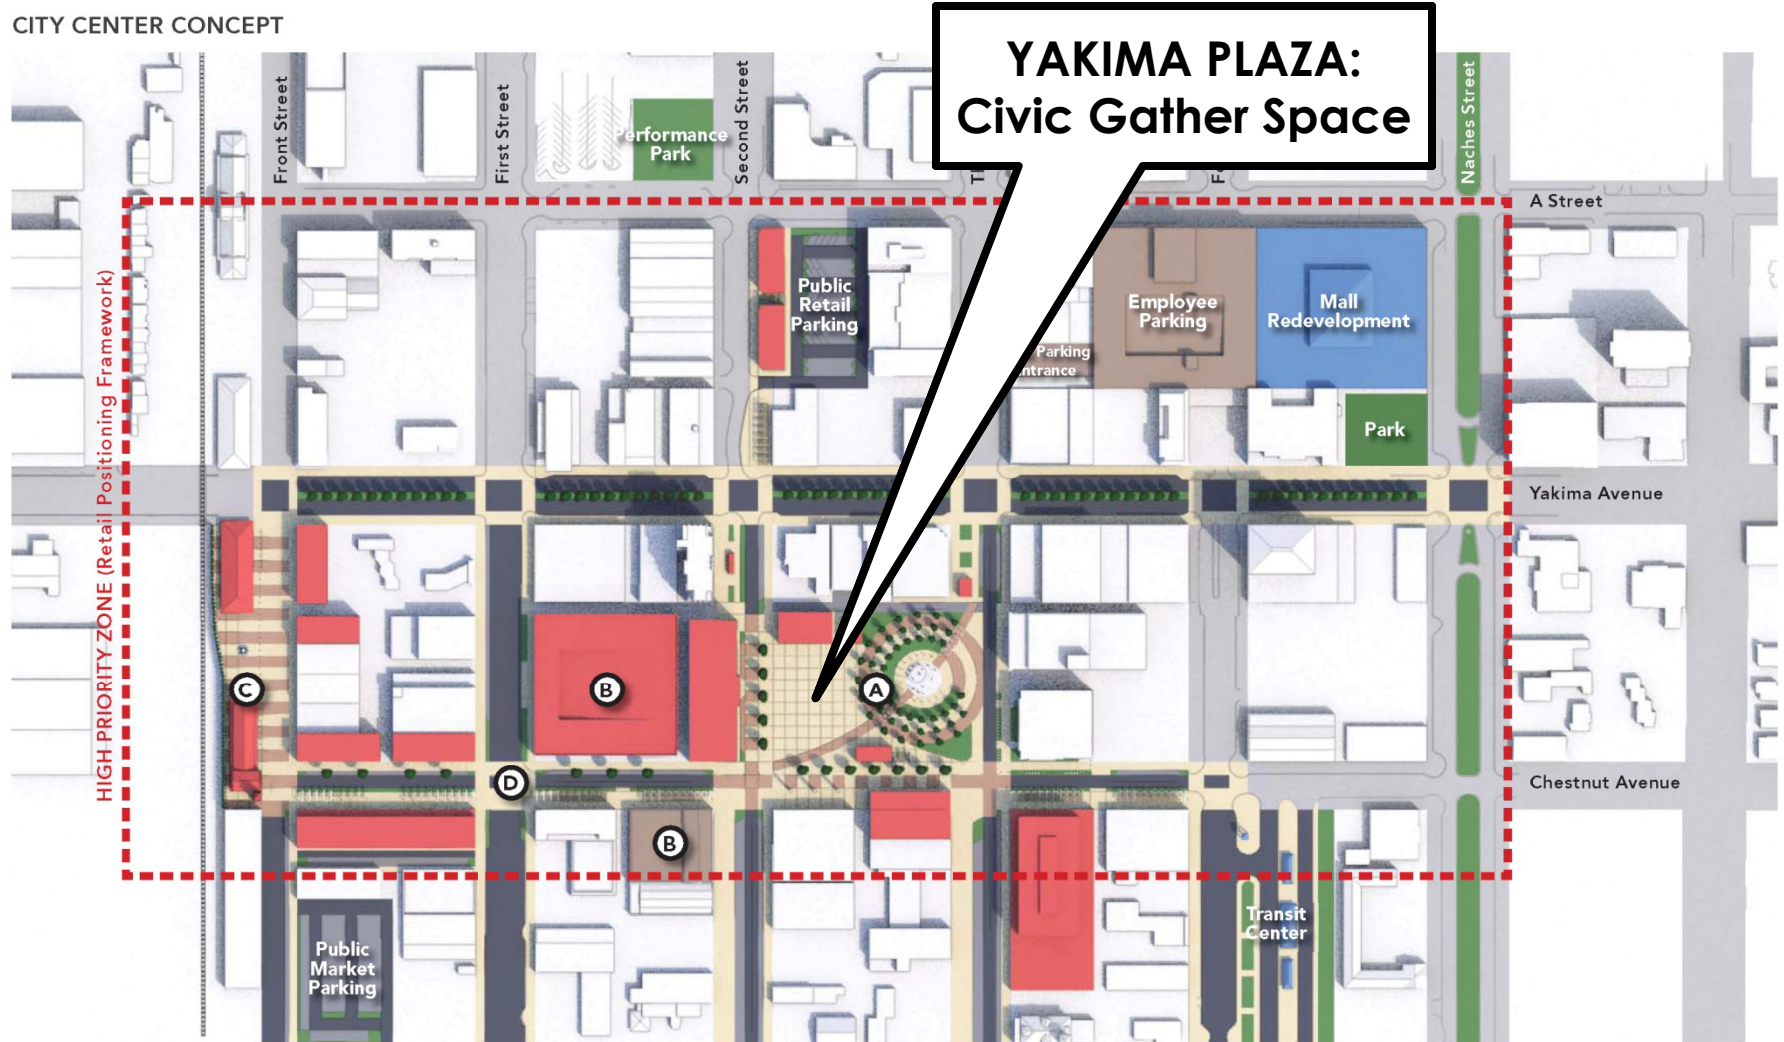 CITY CENTER CONCEPT
YAKIMA PLAZA:
Civic Gather Space
Front Street
First Street
Second Street
Naches Street
Performance
Park
A Street
HIGH PRIORITY ZONE (Retail Positioning Framework)
Public
Retail
Parking
Employee
Parking
Mall
Redevelopment
Parking
Park
Yakima Avenue
C
B
A
D
Chestnut Avenue
B
Transit
Center
Public
Market
Parking